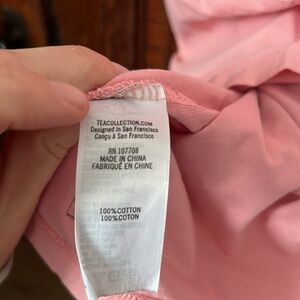 TEACOLLECTION.COM
Designed in San Francisco
Conçu à San Francisco
RN 107708
MADE IN CHINA
FABRIQUÉ EN CHINE
100%COTTON
100%COTON